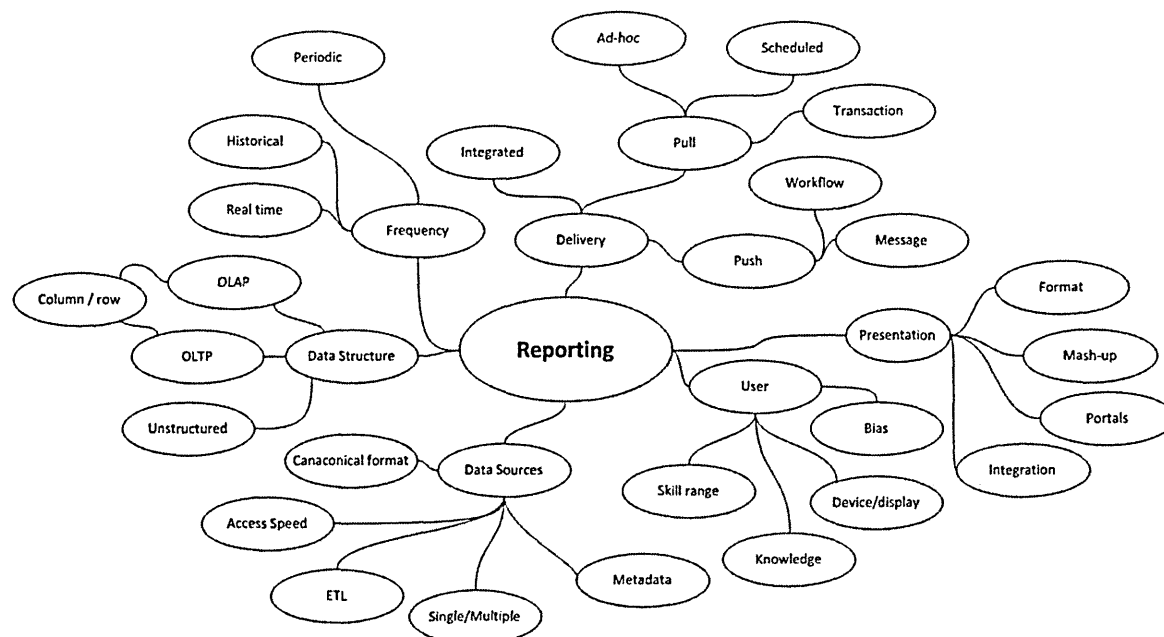 Ad-hoc
Scheduled
Periodic
Transaction
Historical
Integrated
Pull
Workflow
Real time
Frequency
Delivery
Push
Message
OLAP
Column / row
Format
Reporting
Presentation
OLTP
Data Structure
Mash-up
User
Unstructured
Bias
Portals
Canaconical format
Data Sources
Integration
Skill range
Device/display
Access Speed
Knowledge
Metadata
ETL
Single/Multiple